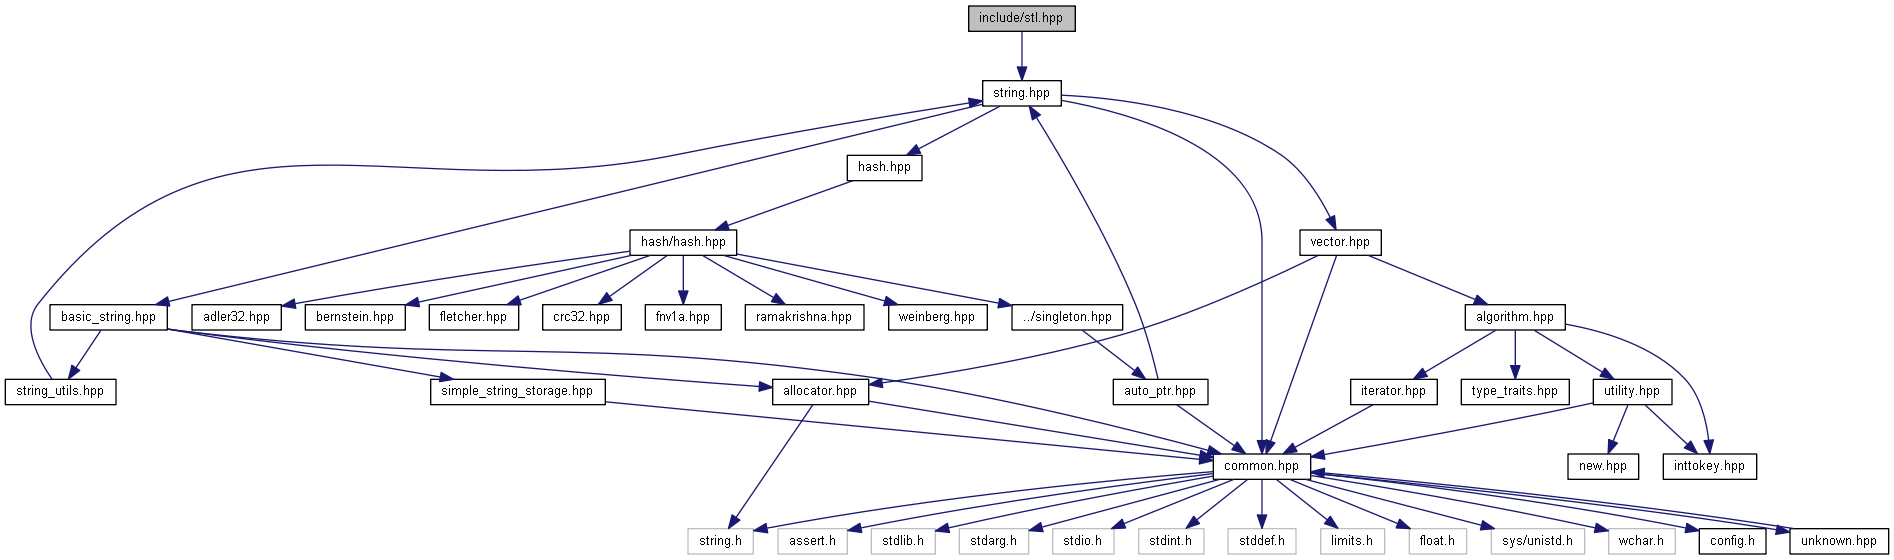 include/stl.hpp
string.hpp
hash.hpp
hash/hash.hpp
vector.hpp
basic_string.hpp
adler32.hpp
bernstein.hpp
fletcher.hpp
crc32.hpp
fnv1a.hpp
ramakrishna.hpp
weinberg.hpp
../singleton.hpp
algorithm.hpp
string_utils.hpp
simple_string_storage.hpp
allocator.hpp
auto_ptr.hpp
iterator.hpp
type_traits.hpp
utility.hpp
common.hpp
new.hpp
inttokey.hpp
string.h
assert.h
stdlib.h
stdarg.h
stdio.h
stdint.h
stddef.h
limits.h
float.h
sys/unistd.h
wchar.h
config.h
unknown.hpp